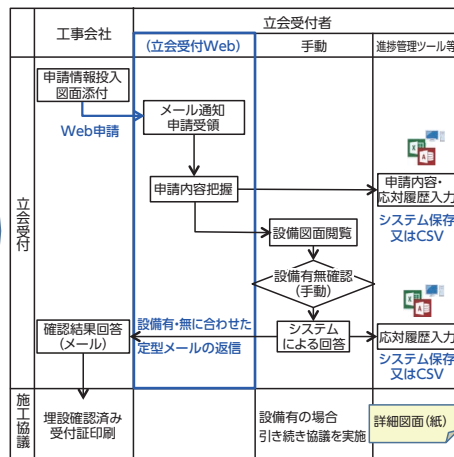 工事会社
立会受付者
(立会受付Web)
手動
進捗管理ツール等
立会受付
申請情報投入
図面添付
Web申請
メール通知
申請受領
申請内容把握
申請内容・
応対履歴入力
システム保存
又はCSV
設備図面閲覧
設備有無確認
(手動)
確認結果回答
(メール)
設備有・無に合わせた
定型メールの返信
システム
による回答
応対履歴入力
システム保存
又はCSV
施工協議
埋設確認済み
受付証印刷
設備有の場合
引き続き協議を実施
詳細図面(紙)